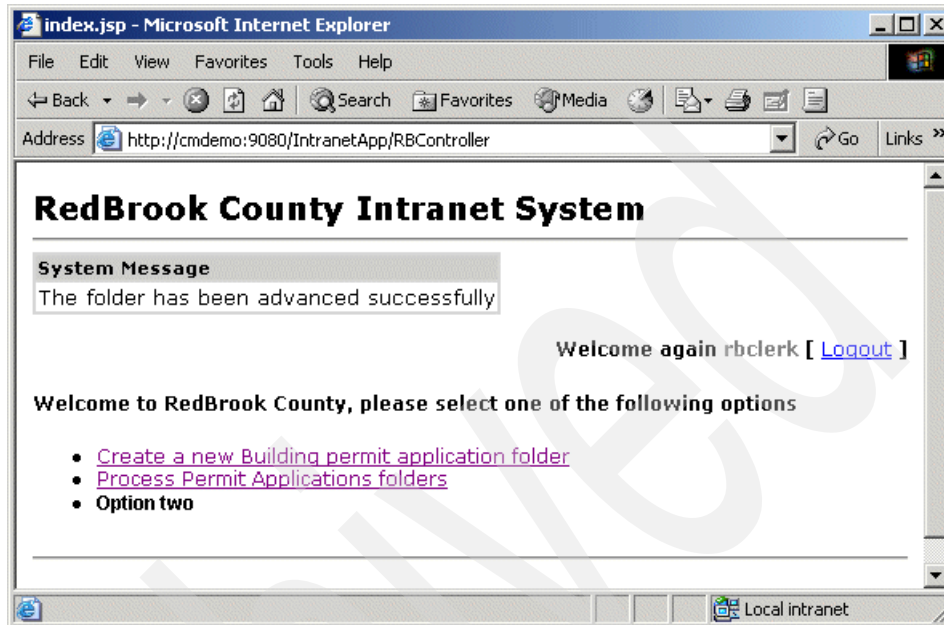 index.jsp - Microsoft Internet Explorer
File Edit View Favorites Tools Help
Back Search Favorites Media
Address http://cmdemo:9080/IntranetApp/RBController Go Links »
RedBrook County Intranet System
System Message
The folder has been advanced successfully
Welcome again rbclerk [ Logout ]
Welcome to RedBrook County, please select one of the following options
• Create a new Building permit application folder
• Process Permit Applications folders
• Option two
Local intranet